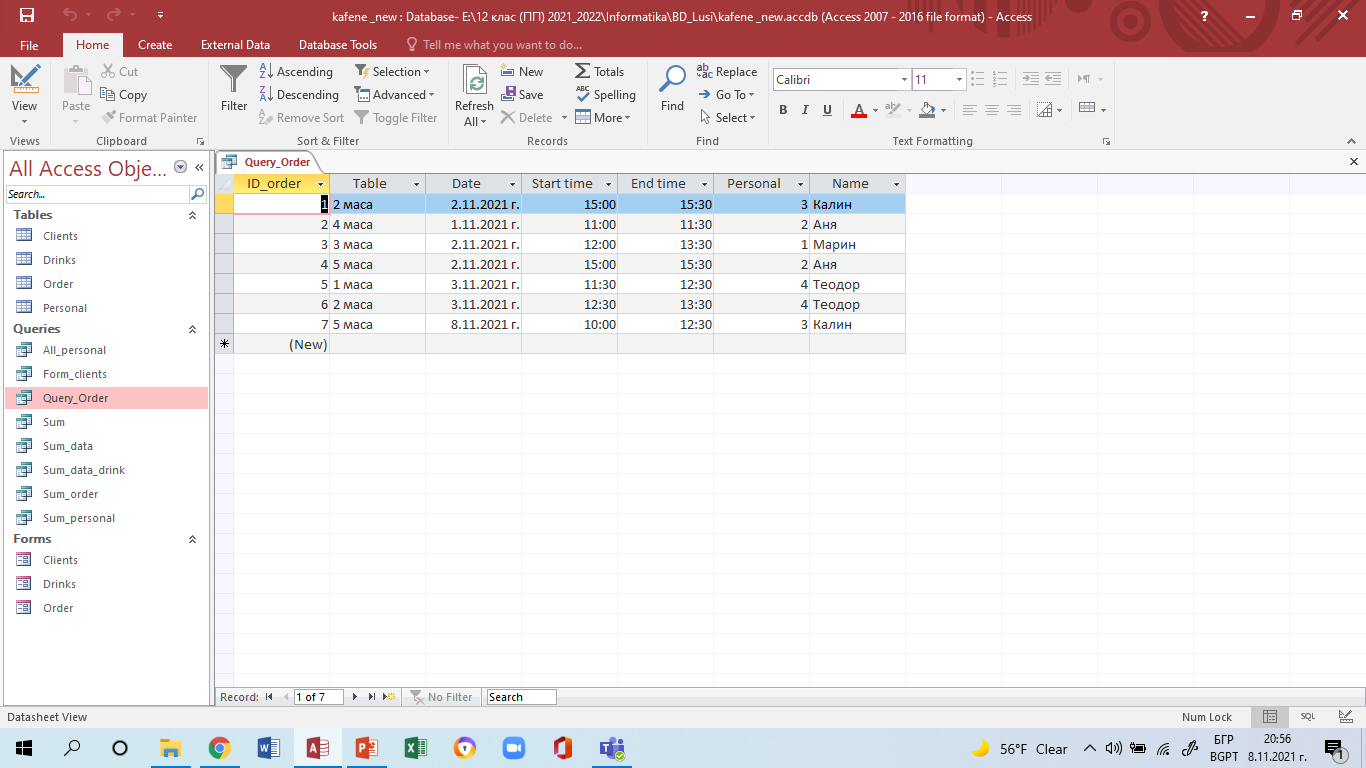 kafene _new : Database- E:\12 клас (ПП) 2021_2022\Informatika\BD_Lusi\kafene _new.accdb (Access 2007 - 2016 file format) - Access
File Home Create External Data Database Tools Tell me what you want to do...
View
Views
Paste
Cut
Copy
Format Painter
Clipboard
Filter
Ascending
Descending
Remove Sort
Selection
Advanced
Toggle Filter
Sort & Filter
Refresh
All
New
Save
Delete
Totals
Spelling
More
Records
Find
Replace
Go To
Select
Find
Calibri 11
B I U A
Text Formatting
All Access Obje...
Search...
Tables
Clients
Drinks
Order
Personal
Queries
All_personal
Form_clients
Query_Order
Sum
Sum_data
Sum_data_drink
Sum_order
Sum_personal
Forms
Clients
Drinks
Order
Query_Order
ID_order Table Date Start time End time Personal Name
1 2 маса 2.11.2021 г. 15:00 15:30 3 Калин
2 4 маса 1.11.2021 г. 11:00 11:30 2 Аня
3 3 маса 2.11.2021 г. 12:00 13:30 1 Марин
4 5 маса 2.11.2021 г. 15:00 15:30 2 Аня
5 1 маса 3.11.2021 г. 11:30 12:30 4 Теодор
6 2 маса 3.11.2021 г. 12:30 13:30 4 Теодор
7 5 маса 8.11.2021 г. 10:00 12:30 3 Калин
(New)
Record: 1 of 7 No Filter Search
Datasheet View Num Lock SQL
56°F Clear
БГР
BGPT
20:56
8.11.2021 г.
1